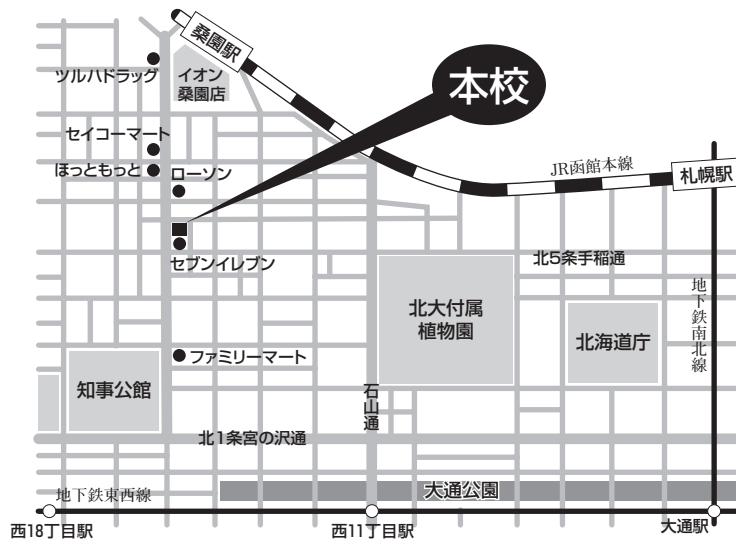 桑園駅
ツルハドラッグ
イオン
桑園店
本校
セイコーマート
ほっともっと
ローソン
JR函館本線
札幌駅
セブンイレブン
北5条手稲通
地下鉄南北線
北大付属
植物園
北海道庁
ファミリーマート
知事公館
石山通
北1条宮の沢通
大通公園
地下鉄東西線
西18丁目駅
西11丁目駅
大通駅